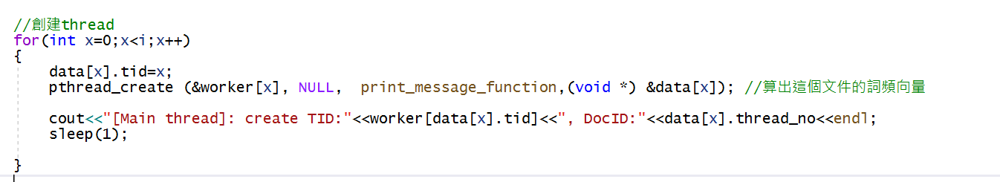 //創建thread
for(int x=0;x<i;x++)
{
data[x].tid=x;
pthread_create (&worker[x], NULL,  print_message_function,(void *) &data[x]); //算出這個文件的詞頻向量
cout<<"[Main thread]: create TID:"<<worker[data[x].tid]<<", DocID:"<<data[x].thread_no<<endl;
sleep(1);
}